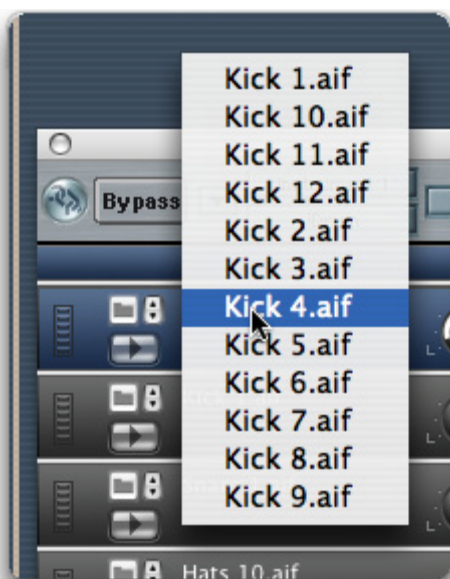 Kick 1.aif
Kick 10.aif
Kick 11.aif
Kick 12.aif
Bypass
Kick 2.aif
Kick 3.aif
Kick 4.aif
Kick 5.aif
Kick 6.aif
Kick 7.aif
Kick 8.aif
Kick 9.aif
Hats 10.aif